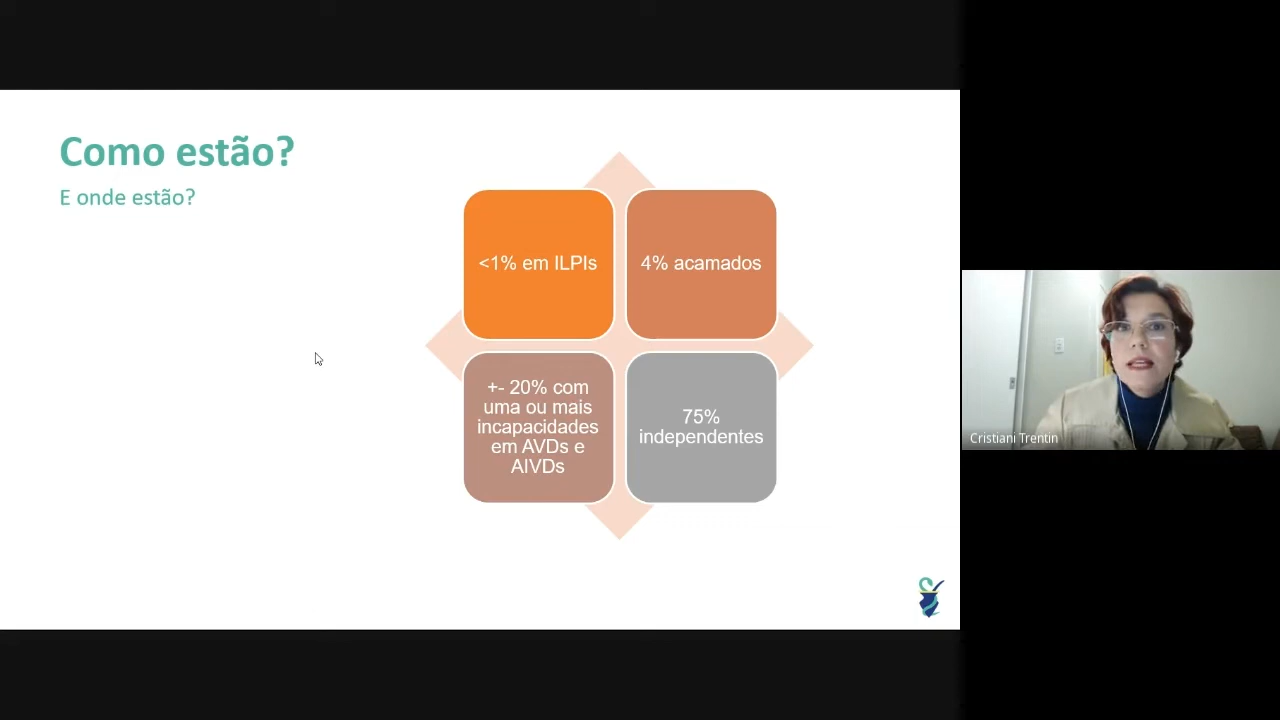 Como estão?
E onde estão?
<1% em ILPIs
4% acamados
+- 20% com
uma ou mais
incapacidades
em AVDs e
AIVDs
75%
independentes
Cristiani Trentin